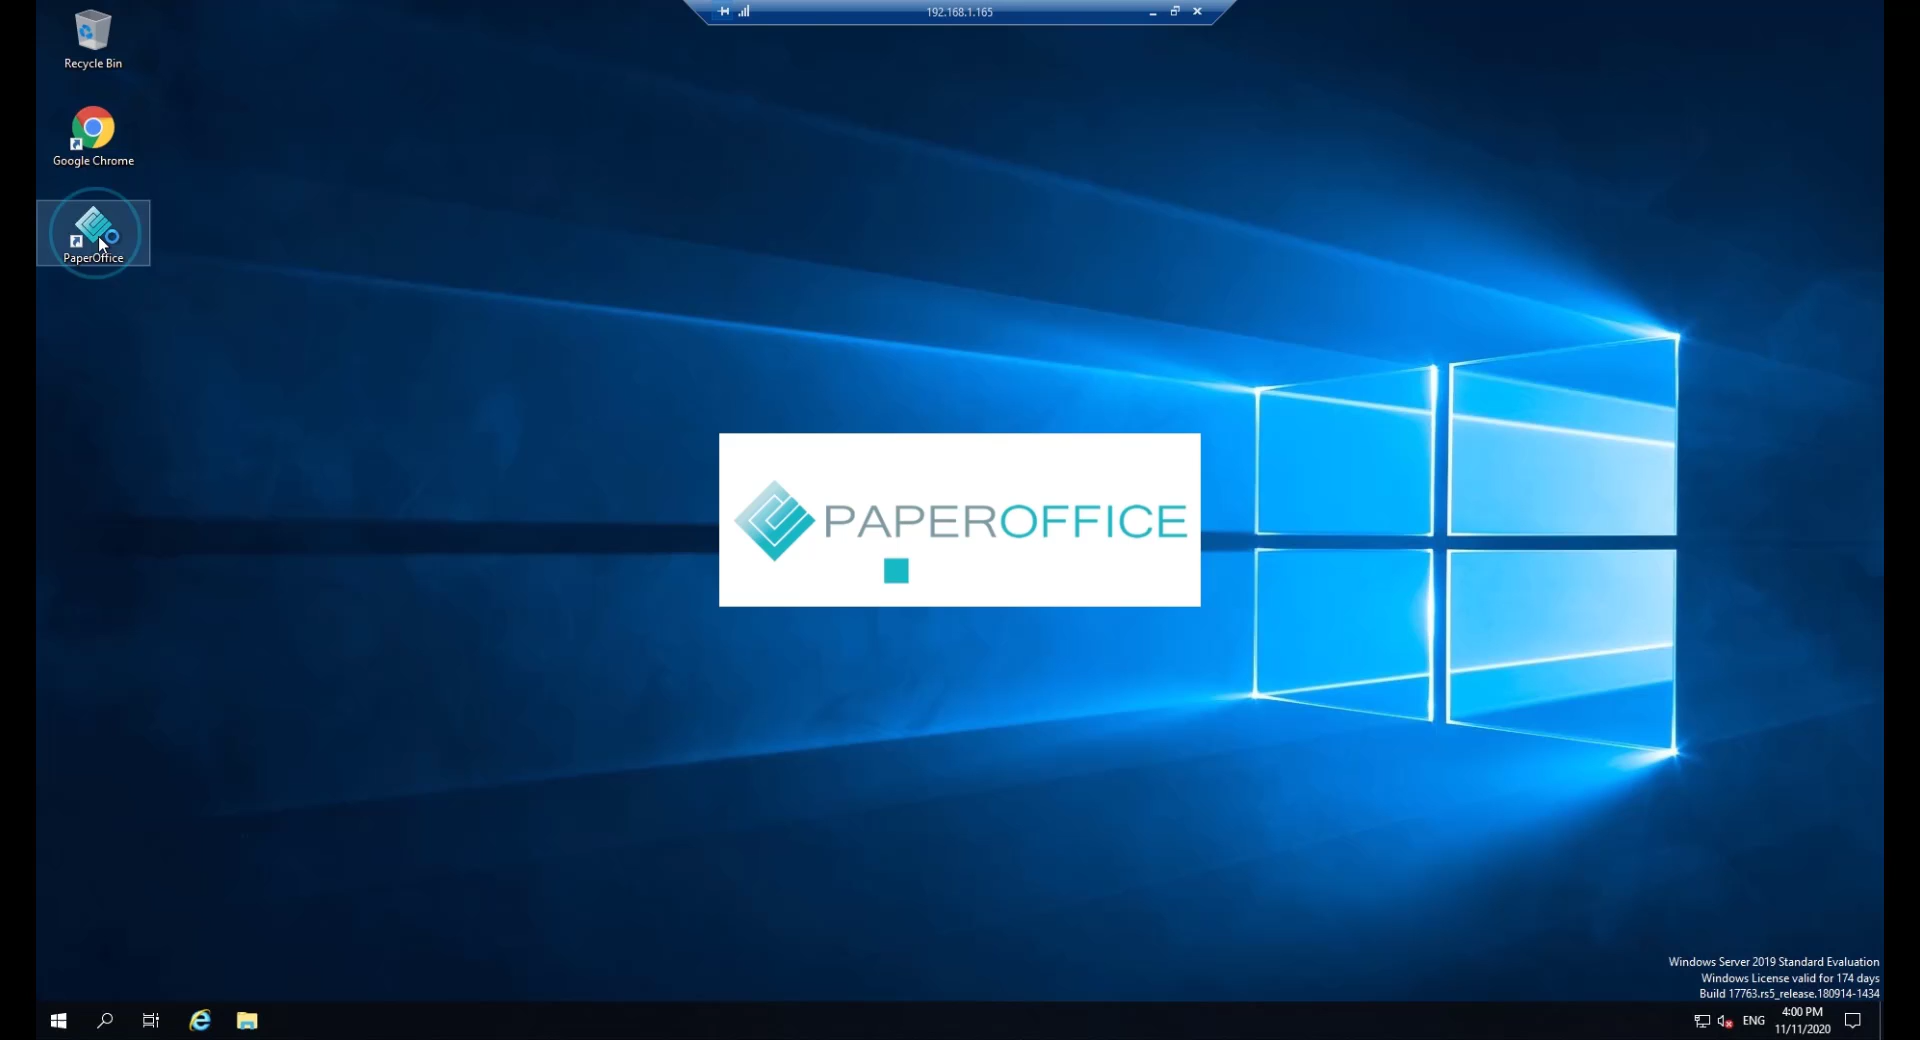 192.168.1.165
Recycle Bin
Google Chrome
PaperOffice
PAPEROFFICE
Windows Server 2019 Standard Evaluation
Windows License valid for 174 days
Build 17763.rs5_release.180914-1434
ENG
4:00 PM
11/11/2020